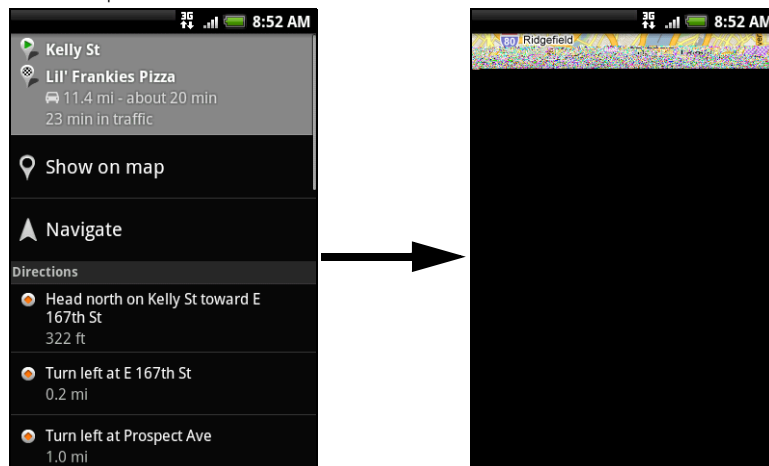 3G 8:52 AM
Kelly St
Lil' Frankies Pizza
11.4 mi - about 20 min
23 min in traffic
Show on map
Navigate
Directions
Head north on Kelly St toward E
167th St
322 ft
Turn left at E 167th St
0.2 mi
Turn left at Prospect Ave
1.0 mi
3G 8:52 AM
80 Ridgefield